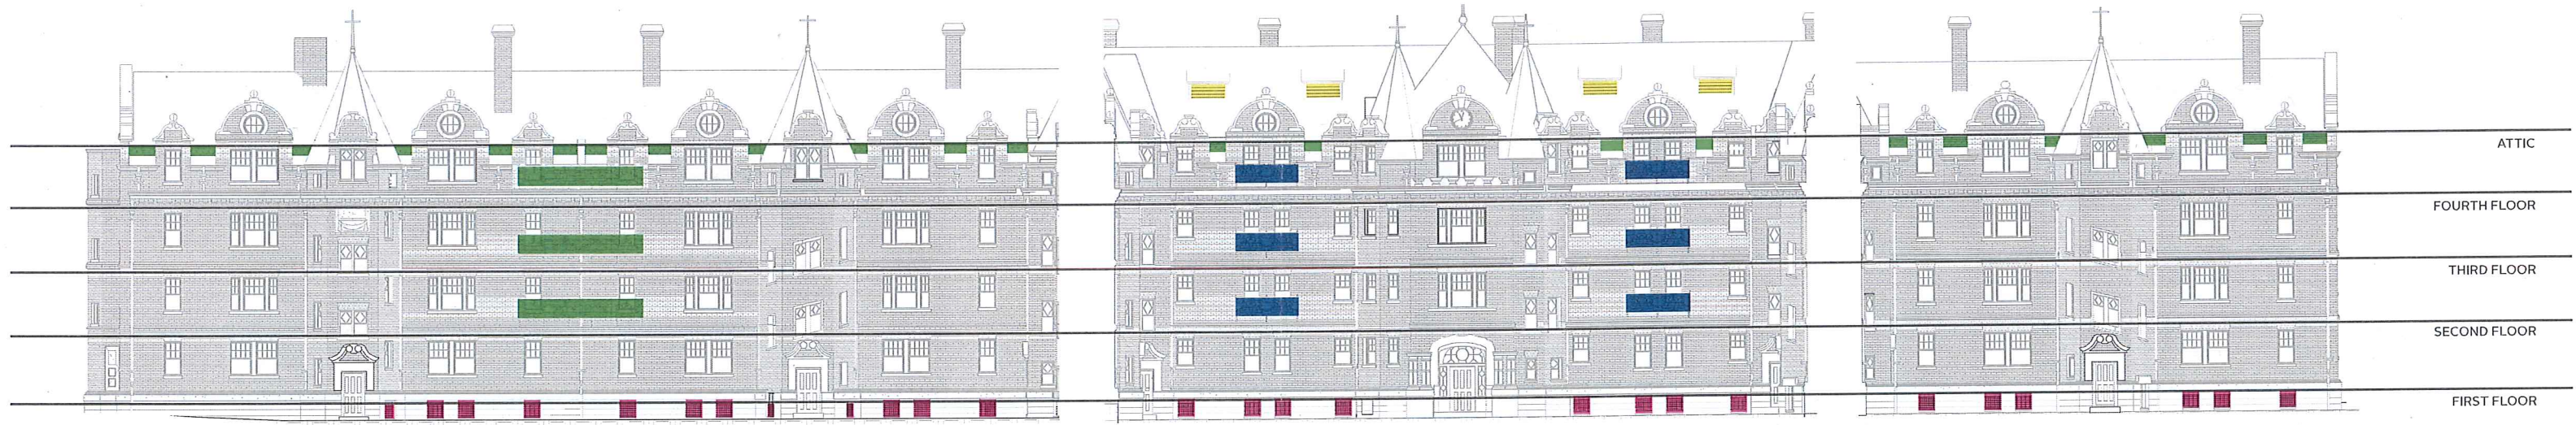 ATTIC
FOURTH FLOOR
THIRD FLOOR
SECOND FLOOR
FIRST FLOOR